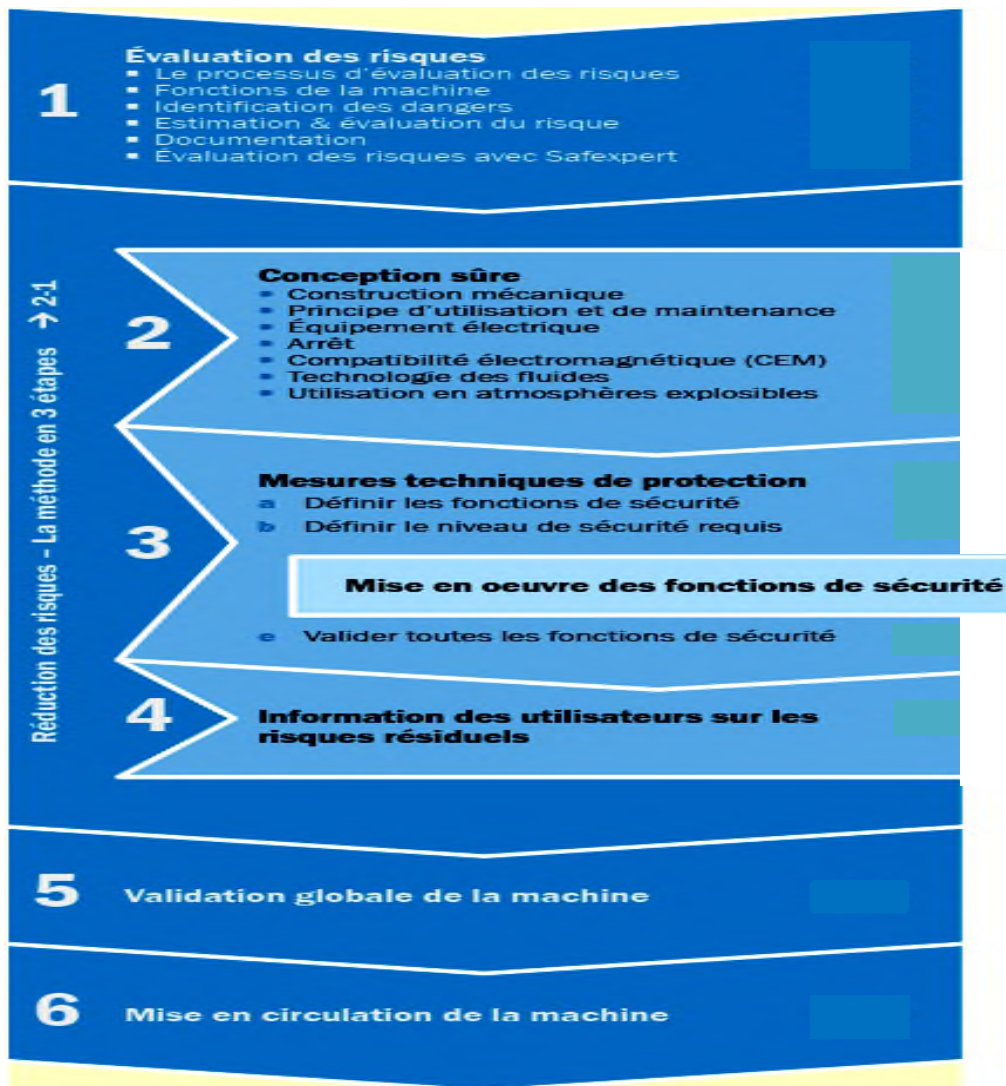 1
Évaluation des risques
▪ Le processus d'évaluation des risques
▪ Fonctions de la machine
▪ Identification des dangers
▪ Estimation & évaluation du risque
▪ Documentation
▪ Évaluation des risques avec Safexpert
Réduction des risques – La méthode en 3 étapes → 2-1
2
Conception sûre
• Construction mécanique
• Principe d'utilisation et de maintenance
• Équipement électrique
• Arrêt
• Compatibilité électromagnétique (CEM)
• Technologie des fluides
• Utilisation en atmosphères explosibles
3
Mesures techniques de protection
a Définir les fonctions de sécurité
b Définir le niveau de sécurité requis
Mise en oeuvre des fonctions de sécurité
e Valider toutes les fonctions de sécurité
4
Information des utilisateurs sur les
risques résiduels
5
Validation globale de la machine
6
Mise en circulation de la machine